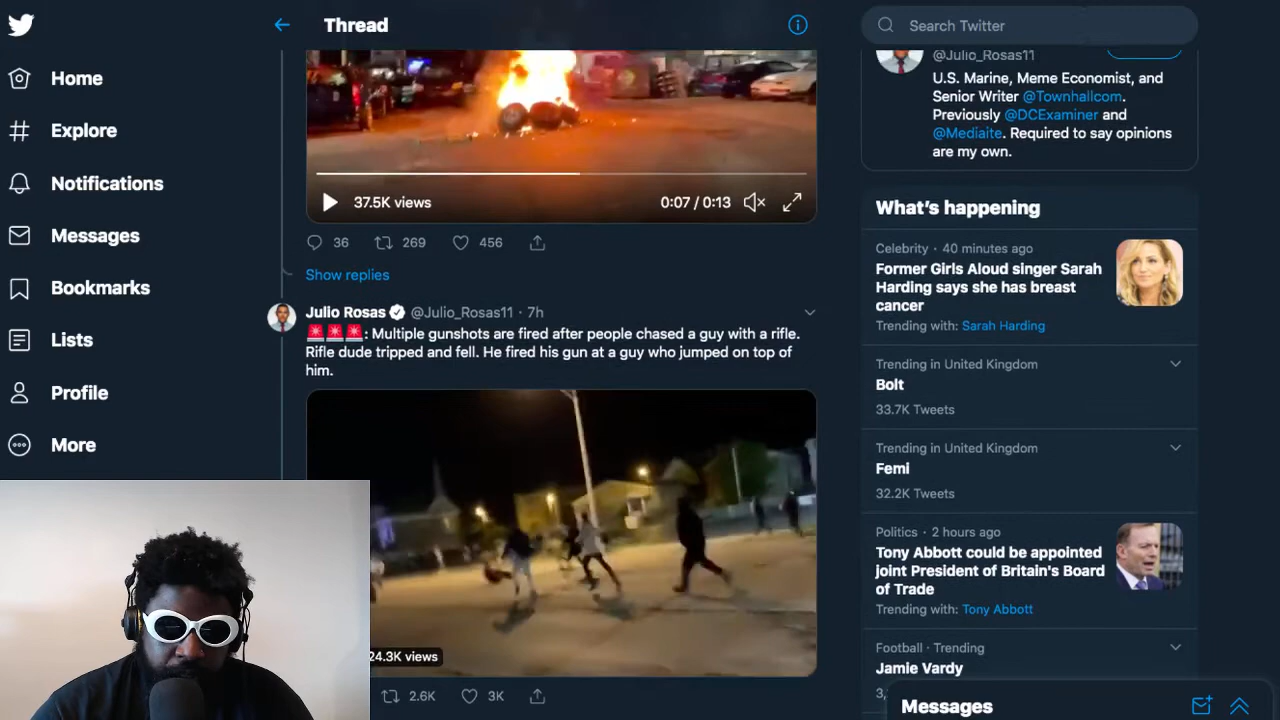 Home
Explore
Notifications
Messages
Bookmarks
Lists
Profile
More
Thread
37.5K views
0:07 / 0:13
36
269
456
Show replies
Julio Rosas @Julio_Rosas11 · 7h
🚨🚨🚨: Multiple gunshots are fired after people chased a guy with a rifle.
Rifle dude tripped and fell. He fired his gun at a guy who jumped on top of
him.
24.3K views
2.6K
3K
Search Twitter
@Julio_Rosas11
U.S. Marine, Meme Economist, and
Senior Writer @Townhallcom.
Previously @DCExaminer and
@Mediaite. Required to say opinions
are my own.
What's happening
Celebrity · 40 minutes ago
Former Girls Aloud singer Sarah
Harding says she has breast
cancer
Trending with: Sarah Harding
Trending in United Kingdom
Bolt
33.7K Tweets
Trending in United Kingdom
Femi
32.2K Tweets
Politics · 2 hours ago
Tony Abbott could be appointed
joint President of Britain's Board
of Trade
Trending with: Tony Abbott
Football · Trending
Jamie Vardy
Messages